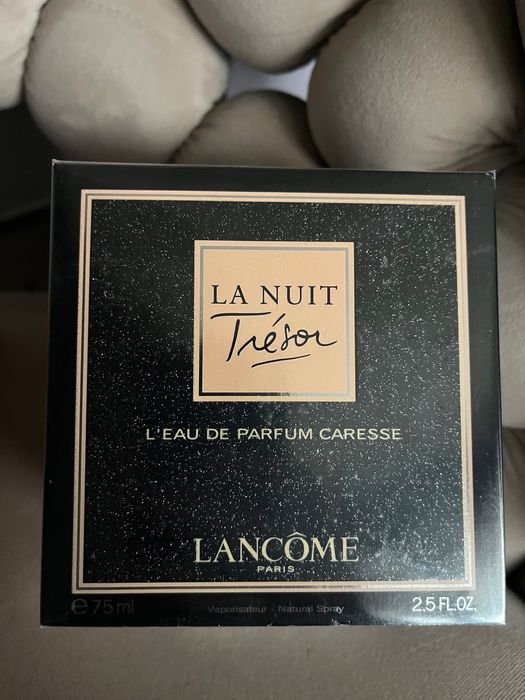 LA NUIT
Trésor
L'EAU DE PARFUM CARESSE
LANCÔME
PARIS
℮ 75 ml Vaporisateur - Natural Spray 2.5 FL.OZ.